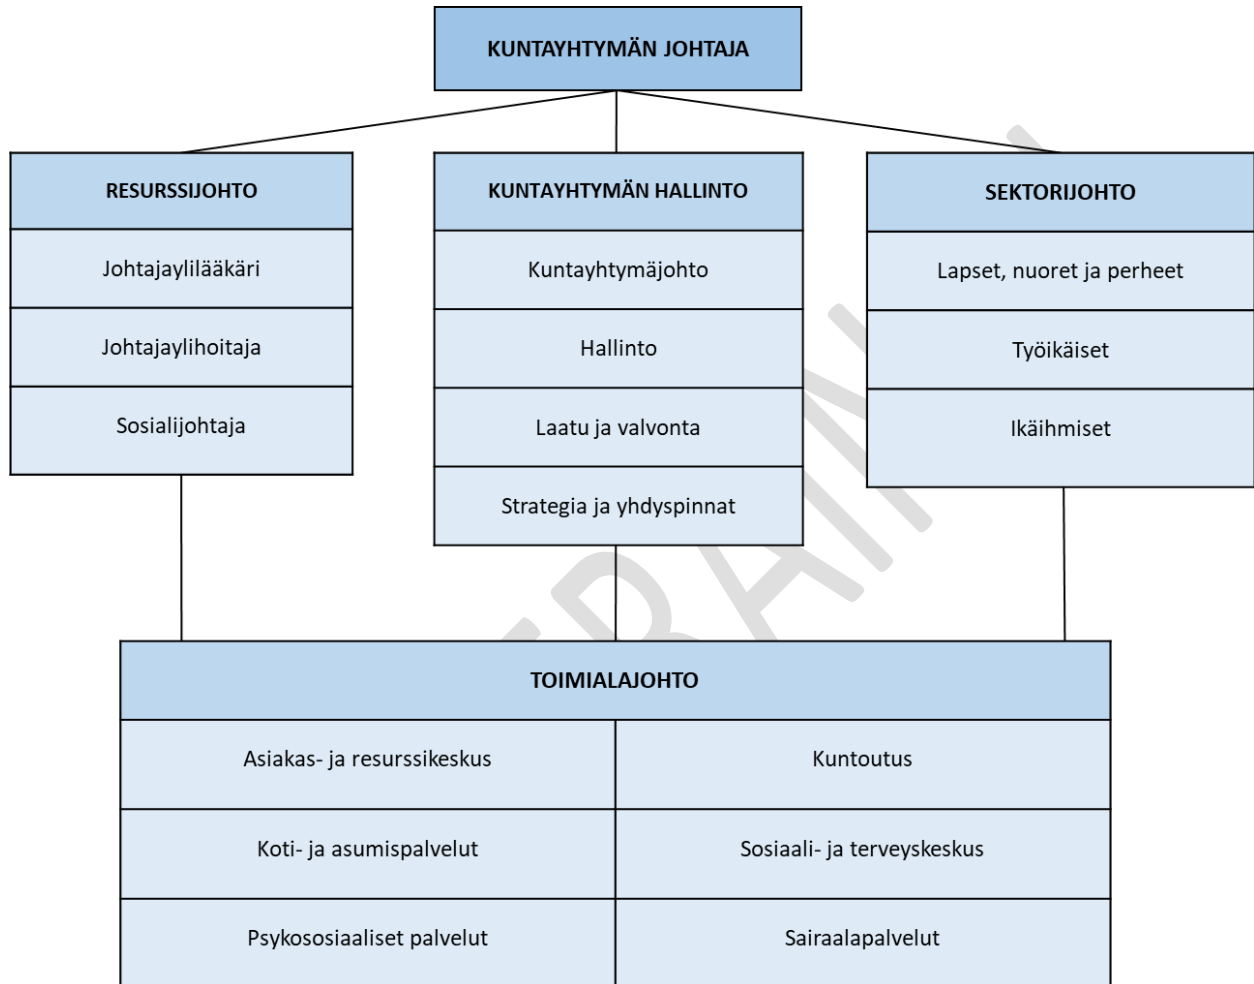 KUNTAYHTYMÄN JOHTAJA
RESURSSIJOHTO
Johtajaylilääkäri
Johtajaylihoitaja
Sosialijohtaja
KUNTAYHTYMÄN HALLINTO
Kuntayhtymäjohto
Hallinto
Laatu ja valvonta
Strategia ja yhdyspinnat
SEKTORIJOHTO
Lapset, nuoret ja perheet
Työikäiset
Ikäihmiset
TOIMIALAJOHTO
Asiakas- ja resurssikeskus
Kuntoutus
Koti- ja asumispalvelut
Sosiaali- ja terveyskeskus
Psykososiaaliset palvelut
Sairaalapalvelut